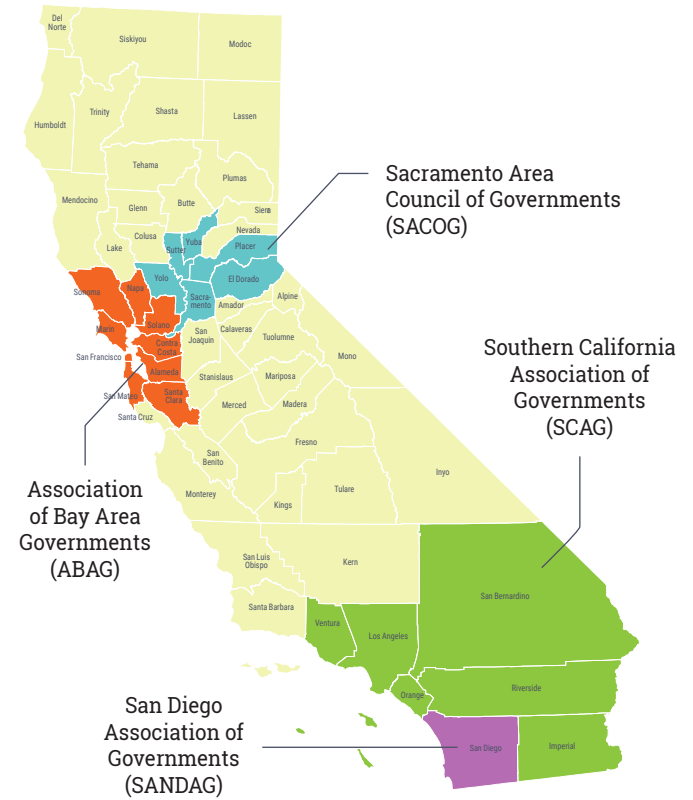 Del
Norte
Siskiyou
Modoc
Humboldt
Trinity
Shasta
Lassen
Tehama
Plumas
Mendocino
Glenn
Butte
Siera
Colusa
Lake
Sutter
Yuba
Nevada
Placer
Yolo
El Dorado
Sacra-
mento
Sonoma
Napa
Solano
Marin
Amador
Alpine
Contra
Costa
San
Joaquin
Calaveras
Tuolumne
San Francisco
Alameda
Mono
San Mateo
Santa
Clara
Stanislaus
Mariposa
Santa Cruz
Merced
Madera
San
Benito
Fresno
Inyo
Monterey
Kings
Tulare
San Luis
Obispo
Kern
Santa Barbara
Ventura
Los Angeles
San Bernardino
Orange
Riverside
San Diego
Imperial
Sacramento Area
Council of Governments
(SACOG)
Southern California
Association of
Governments
(SCAG)
Association
of Bay Area
Governments
(ABAG)
San Diego
Association of
Governments
(SANDAG)